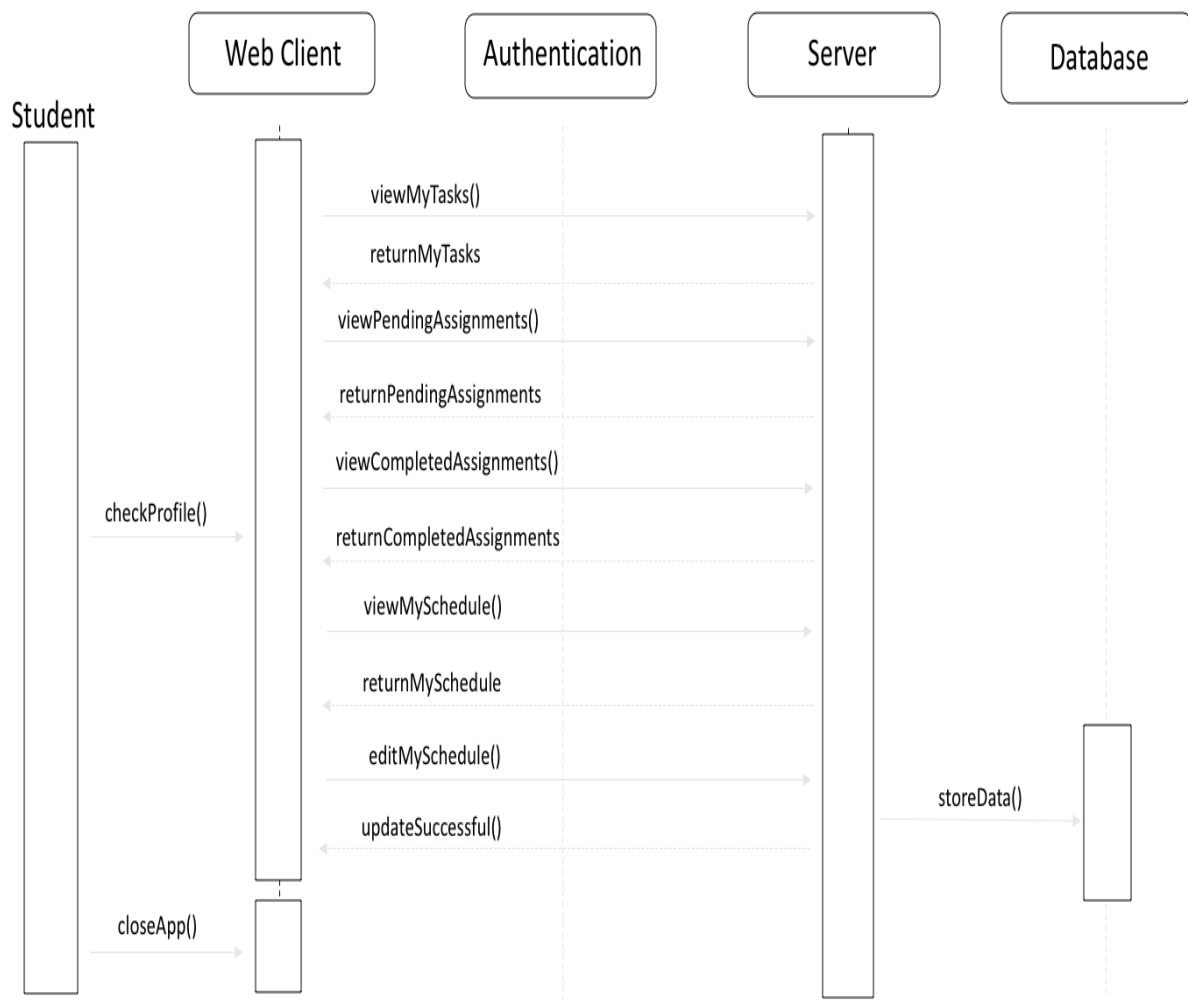 Web Client
Authentication
Server
Database
Student
viewMyTasks()
returnMyTasks
viewPendingAssignments()
returnPendingAssignments
viewCompletedAssignments()
checkProfile()
returnCompletedAssignments
viewMySchedule()
returnMySchedule
editMySchedule()
storeData()
updateSuccessful()
closeApp()